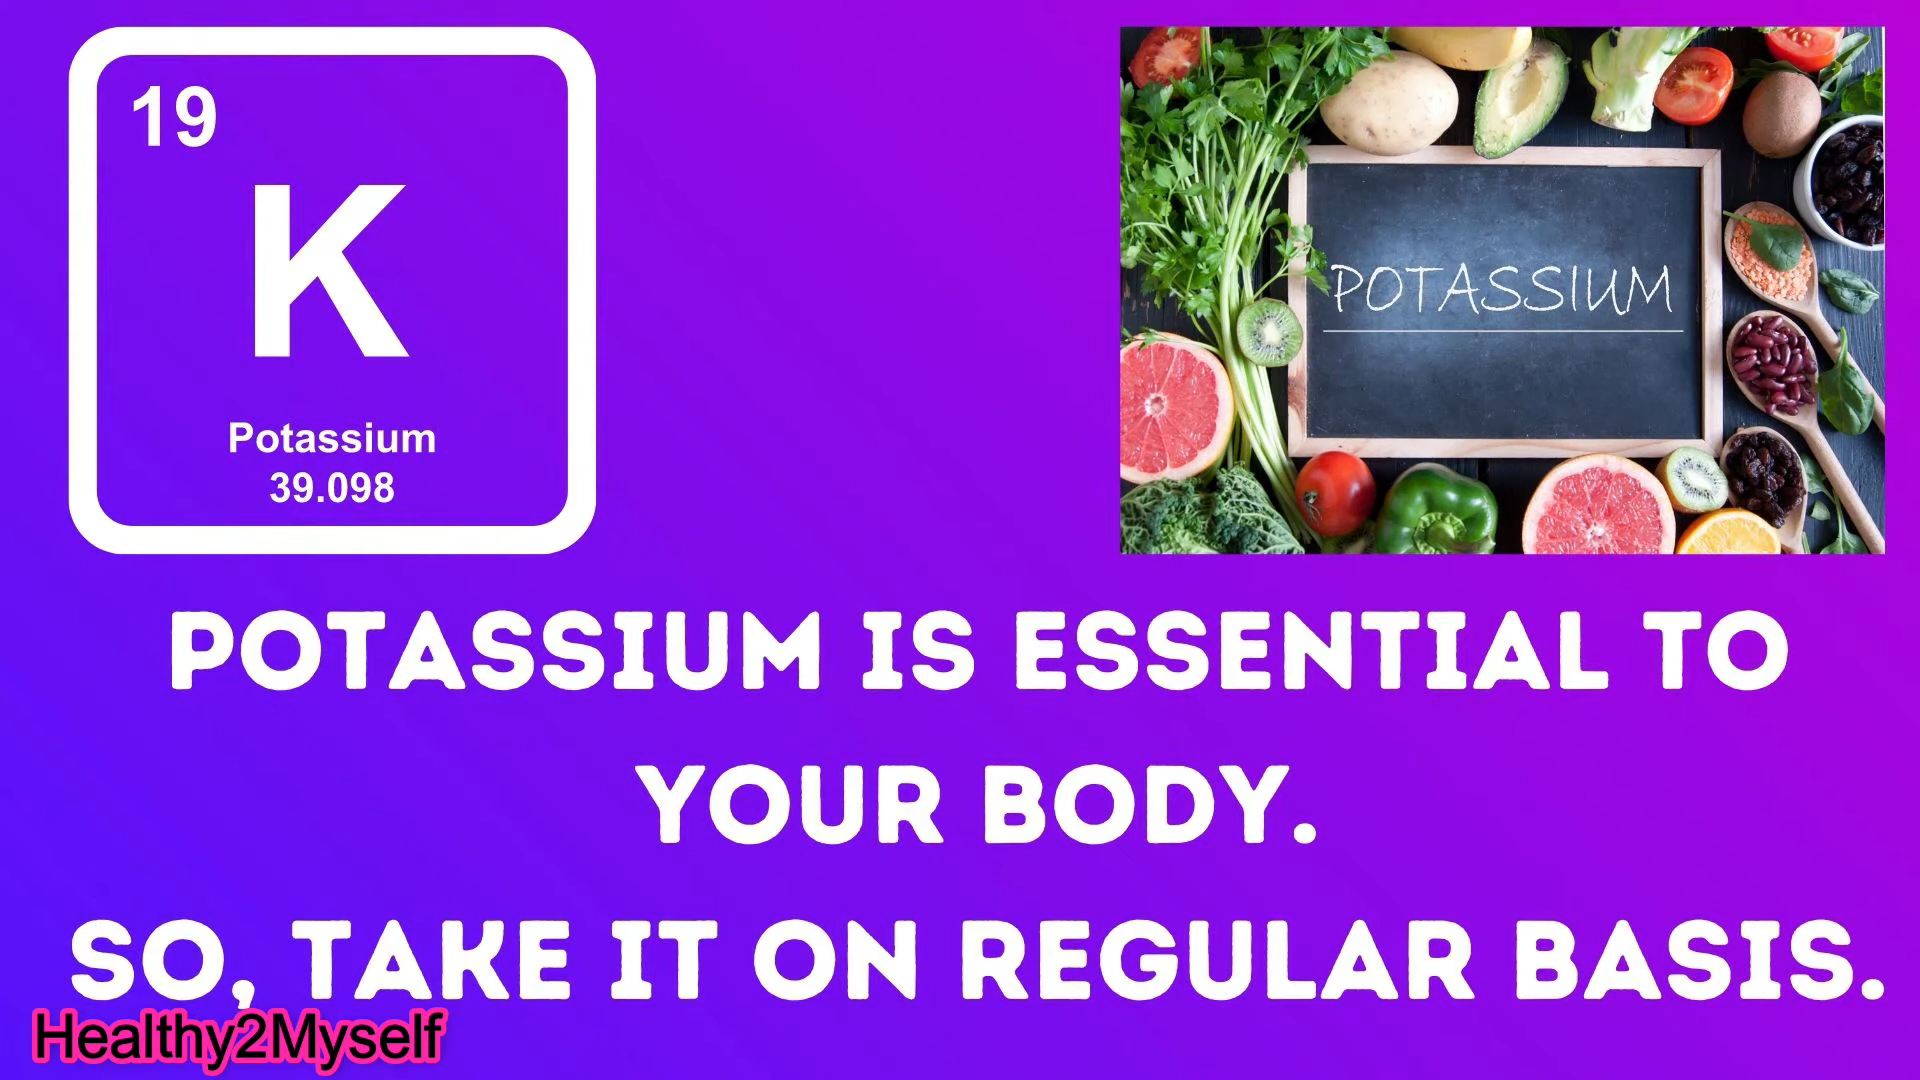 19
K
Potassium
39.098
POTASSIUM
POTASSIUM IS ESSENTIAL TO
YOUR BODY.
SO, TAKE IT ON REGULAR BASIS.
Healthy2Myself